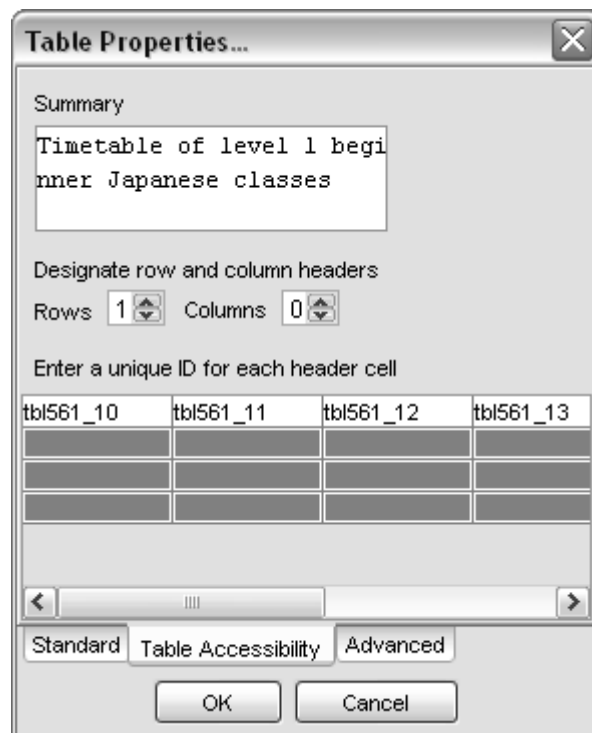 Table Properties...
Summary
Timetable of level 1 begi
nner Japanese classes
Designate row and column headers
Rows 1 Columns 0
Enter a unique ID for each header cell
tbl561_10 tbl561_11 tbl561_12 tbl561_13
Standard Table Accessibility Advanced
OK Cancel